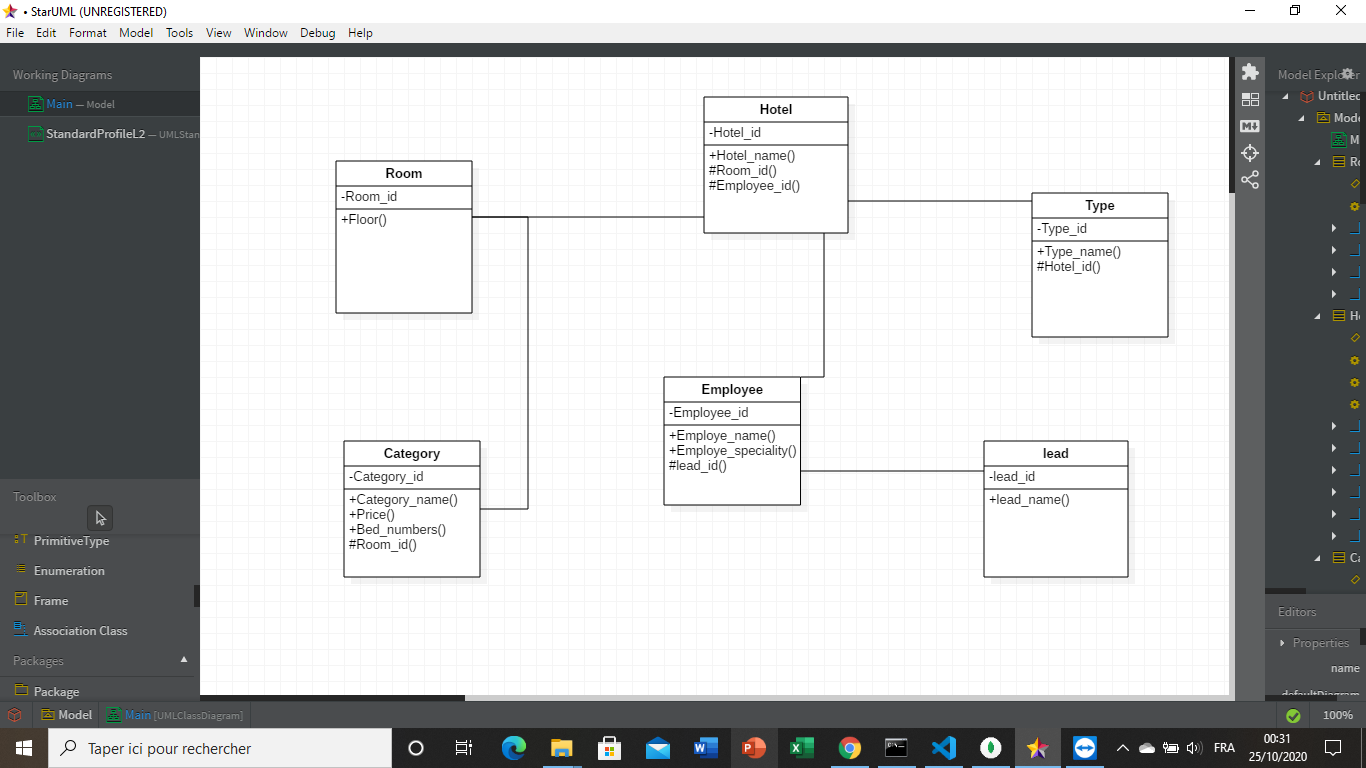 • StarUML (UNREGISTERED)
File Edit Format Model Tools View Window Debug Help
Working Diagrams
Main — Model
StandardProfileL2 — UMLStan
Toolbox
PrimitiveType
Enumeration
Frame
Association Class
Packages
Package
Room
-Room_id
+Floor()
Hotel
-Hotel_id
+Hotel_name()
#Room_id()
#Employee_id()
Type
-Type_id
+Type_name()
#Hotel_id()
Category
-Category_id
+Category_name()
+Price()
+Bed_numbers()
#Room_id()
Employee
-Employee_id
+Employe_name()
+Employe_speciality()
#lead_id()
lead
-lead_id
+lead_name()
Model Explorer
Untitled
Mode
M
Ro
Ho
Ca
Editors
Properties
name
defaultDiagram
Model Main [UMLClassDiagram] 100%
Taper ici pour rechercher
FRA
00:31
25/10/2020